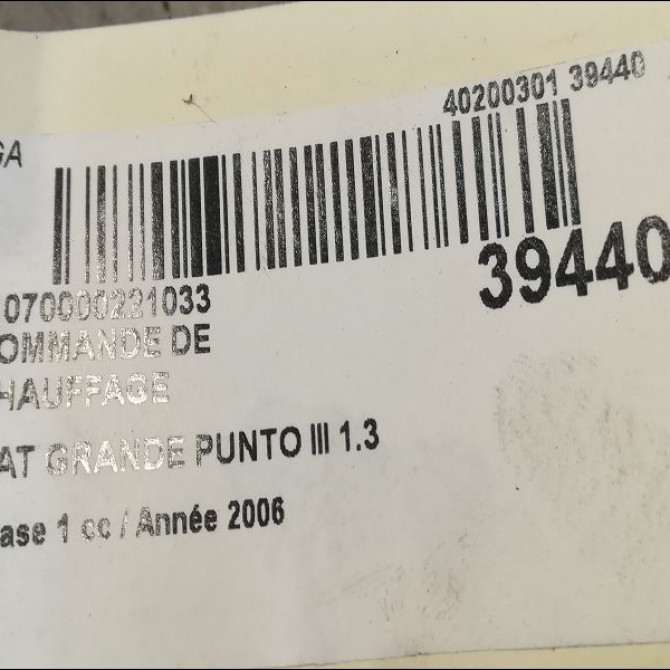 40200301 39440
GA
39440
070000221033
OMMANDE DE
HAUFFAGE
AT GRANDE PUNTO III 1.3
ase 1 cc / Année 2006